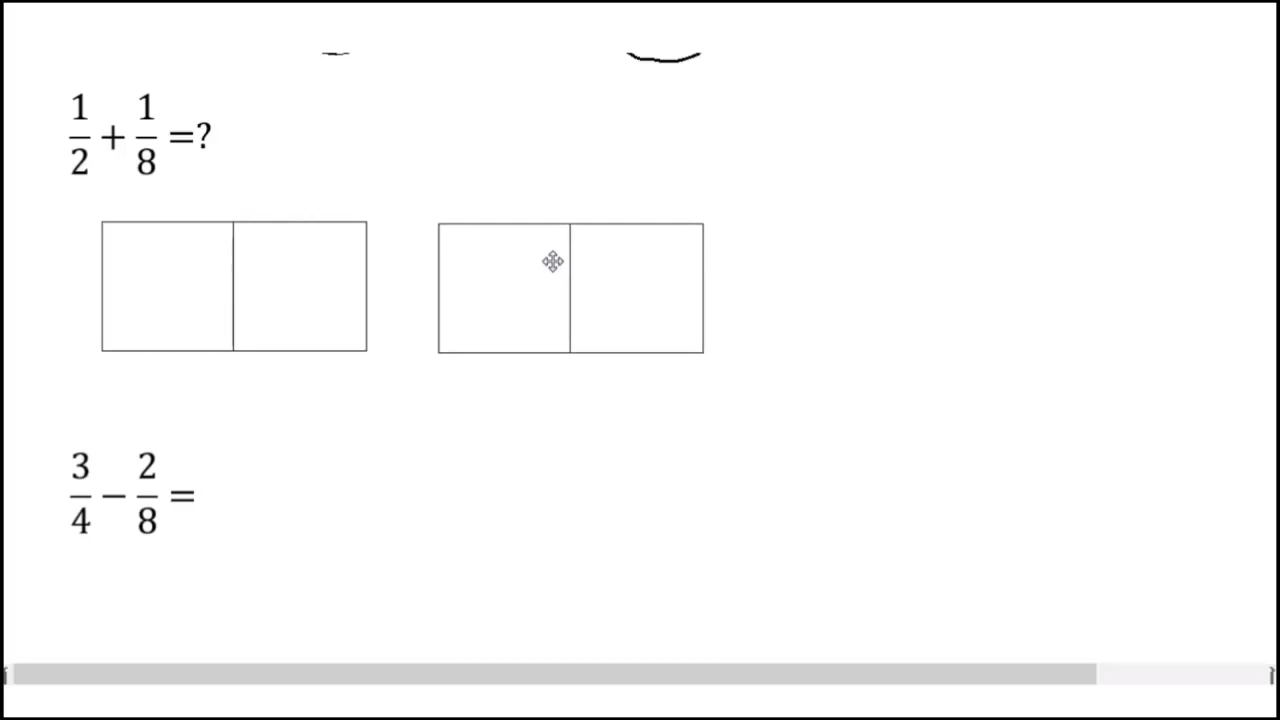 1/2 + 1/8 =?
3/4 − 2/8 =